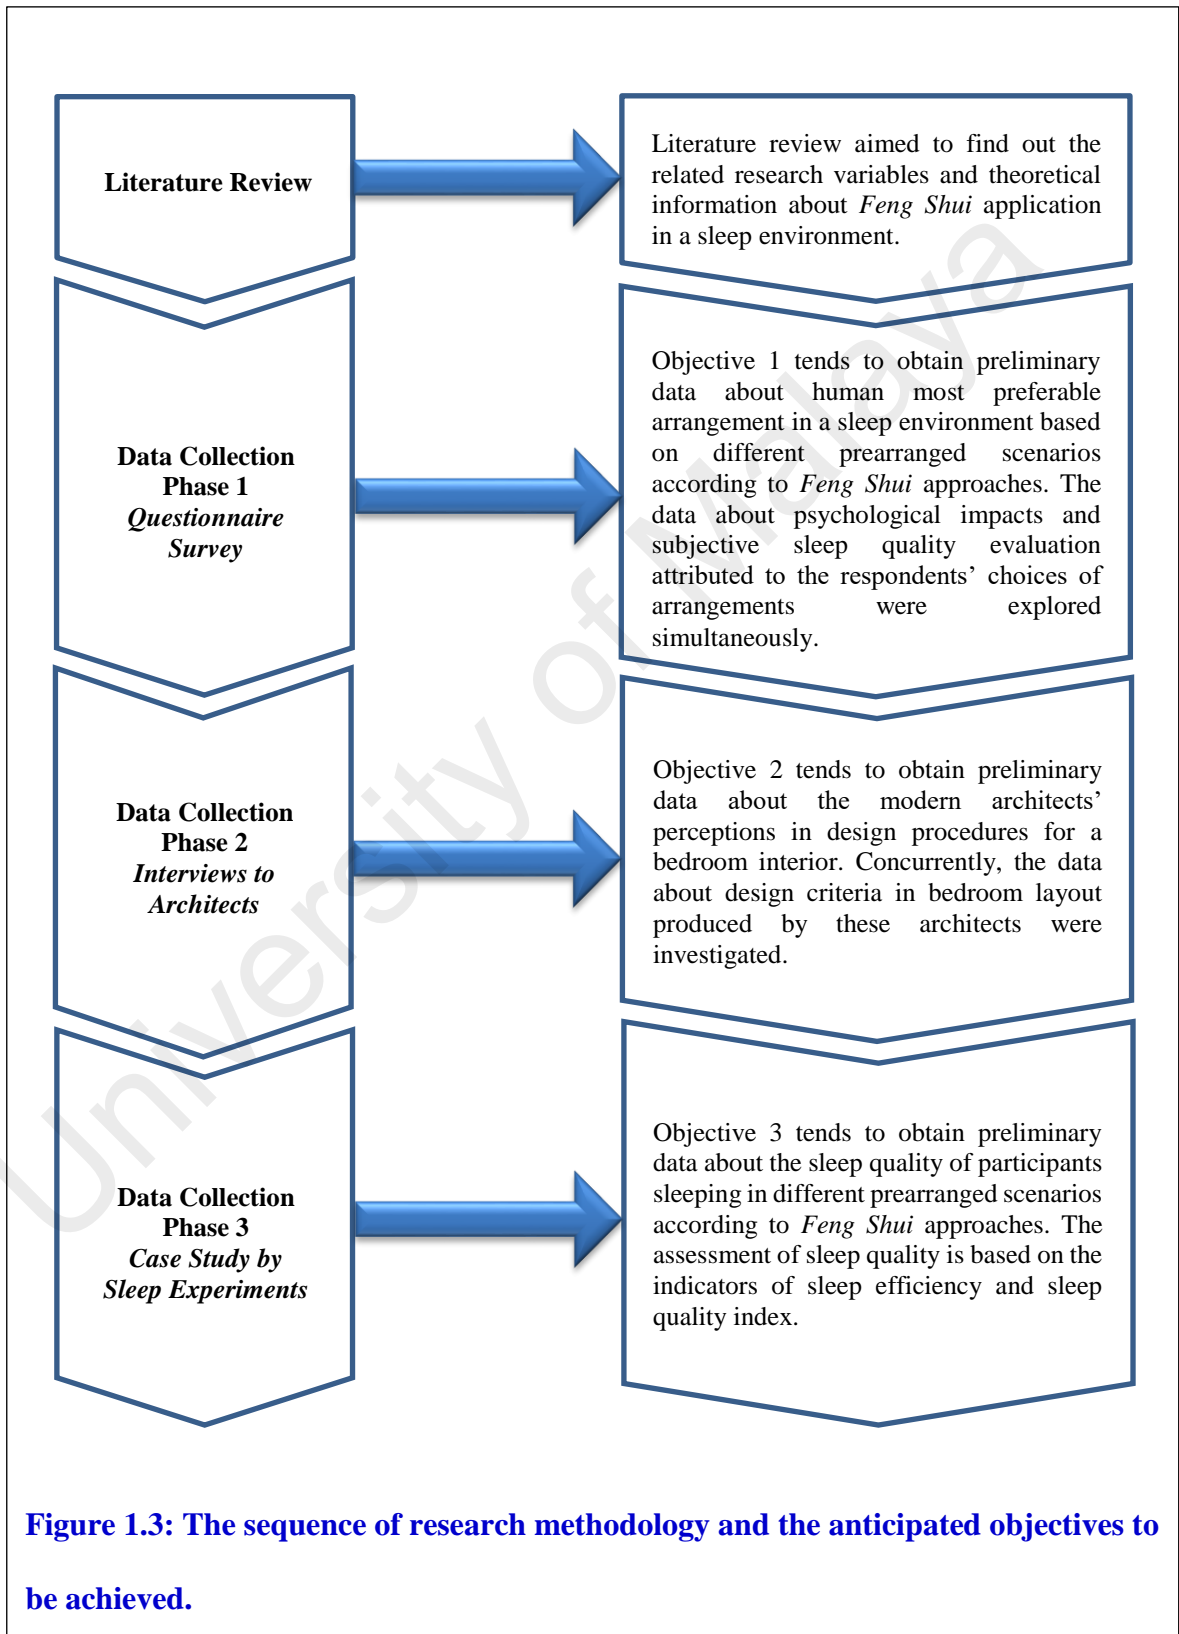 Literature Review
Literature review aimed to find out the
related research variables and theoretical
information about Feng Shui application
in a sleep environment.
Data Collection
Phase 1
Questionnaire
Survey
Objective 1 tends to obtain preliminary
data about human most preferable
arrangement in a sleep environment based
on different prearranged scenarios
according to Feng Shui approaches. The
data about psychological impacts and
subjective sleep quality evaluation
attributed to the respondents’ choices of
arrangements were explored
simultaneously.
Data Collection
Phase 2
Interviews to
Architects
Objective 2 tends to obtain preliminary
data about the modern architects’
perceptions in design procedures for a
bedroom interior. Concurrently, the data
about design criteria in bedroom layout
produced by these architects were
investigated.
Data Collection
Phase 3
Case Study by
Sleep Experiments
Objective 3 tends to obtain preliminary
data about the sleep quality of participants
sleeping in different prearranged scenarios
according to Feng Shui approaches. The
assessment of sleep quality is based on the
indicators of sleep efficiency and sleep
quality index.
Figure 1.3: The sequence of research methodology and the anticipated objectives to
be achieved.
University of Malaya